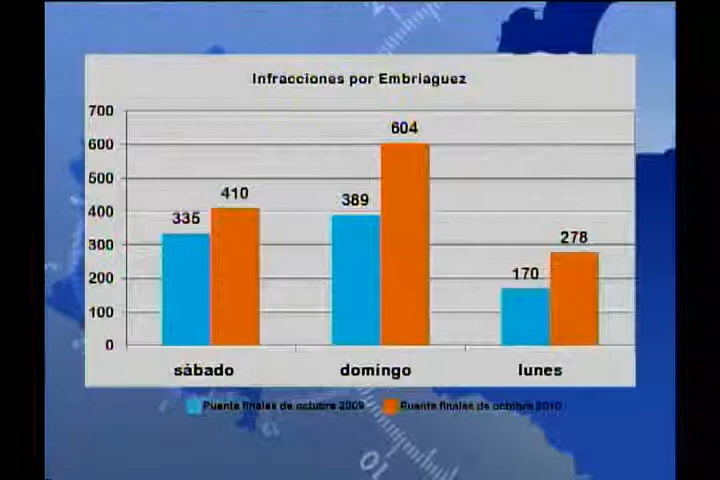 Infracciones por Embriaguez
700
600
500
400
300
200
100
0
335
410
389
604
170
278
sábado
domingo
lunes
Puente finales de octubre 2009
Puente finales de octubre 2010
10